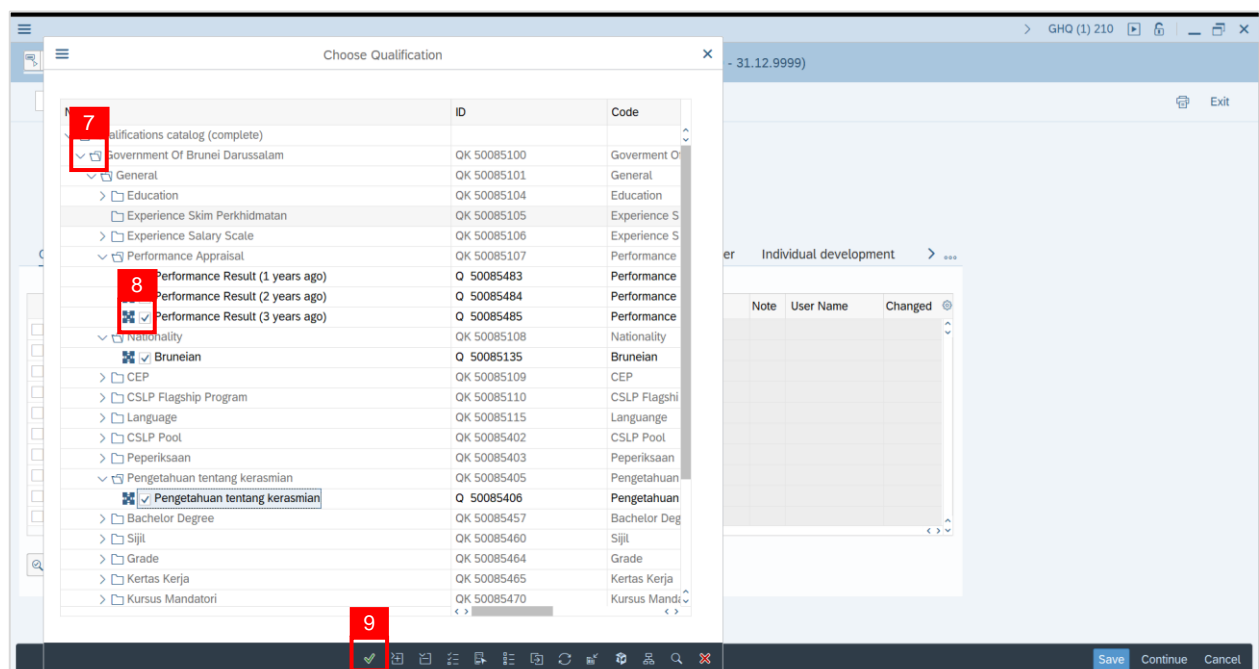 GHQ (1) 210
Choose Qualification
- 31.12.9999)
Exit
7
ID Code
alifications catalog (complete)
Government Of Brunei Darussalam QK 50085100 Goverment O
General QK 50085101 General
Education QK 50085104 Education
Experience Skim Perkhidmatan QK 50085105 Experience S
Experience Salary Scale QK 50085106 Experience S
Performance Appraisal QK 50085107 Performance
er Individual development
8
Performance Result (1 years ago) Q 50085483 Performance
Performance Result (2 years ago) Q 50085484 Performance
Performance Result (3 years ago) Q 50085485 Performance
Note User Name Changed
Nationality QK 50085108 Nationality
Bruneian Q 50085135 Bruneian
CEP QK 50085109 CEP
CSLP Flagship Program QK 50085110 CSLP Flagshi
Language QK 50085115 Languange
CSLP Pool QK 50085402 CSLP Pool
Peperiksaan QK 50085403 Peperiksaan
Pengetahuan tentang kerasmian QK 50085405 Pengetahuan
Pengetahuan tentang kerasmian Q 50085406 Pengetahuan
Bachelor Degree QK 50085457 Bachelor Deg
Sijil QK 50085460 Sijil
Grade QK 50085464 Grade
Kertas Kerja QK 50085465 Kertas Kerja
Kursus Mandatori QK 50085470 Kursus Manda
9
Save Continue Cancel